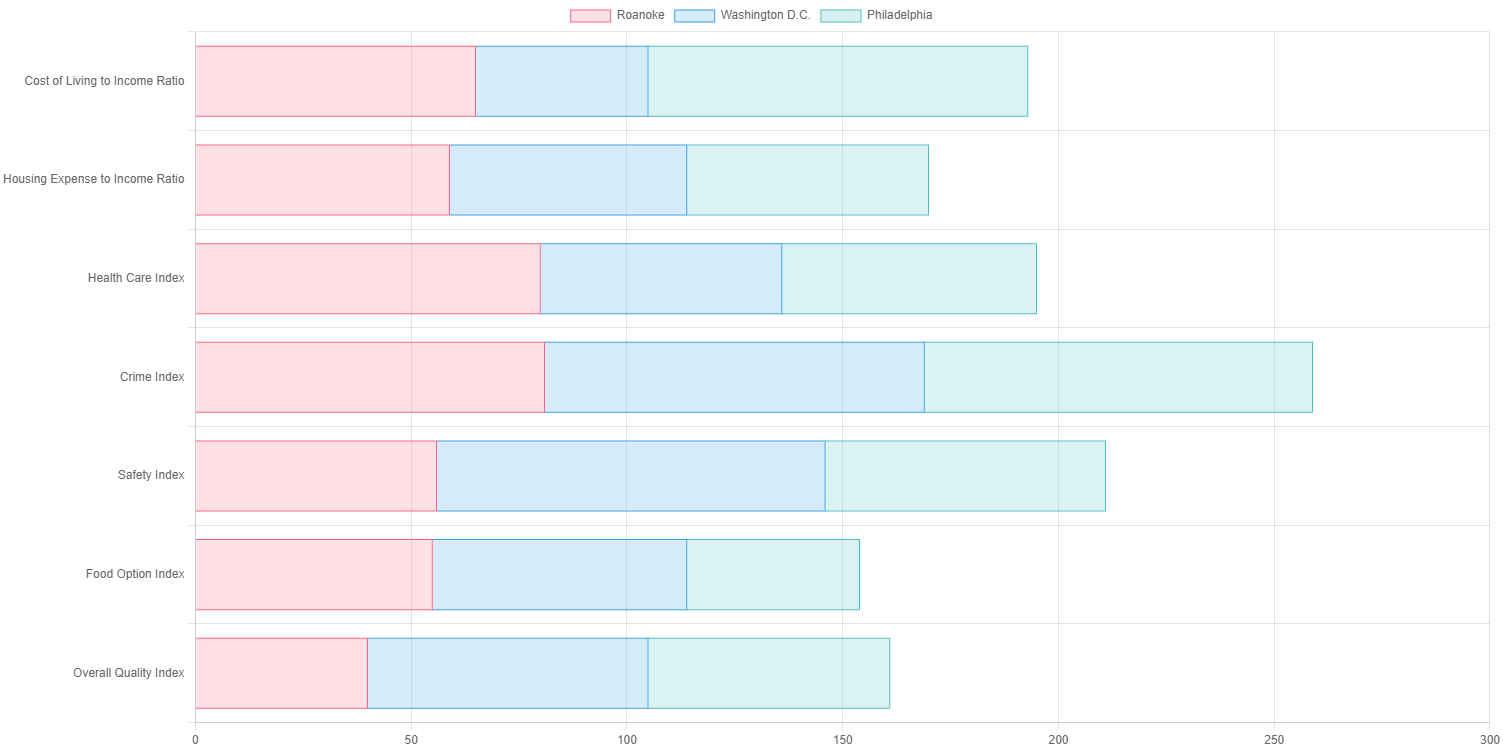 Roanoke Washington D.C. Philadelphia
Cost of Living to Income Ratio
Housing Expense to Income Ratio
Health Care Index
Crime Index
Safety Index
Food Option Index
Overall Quality Index
0 50 100 150 200 250 300